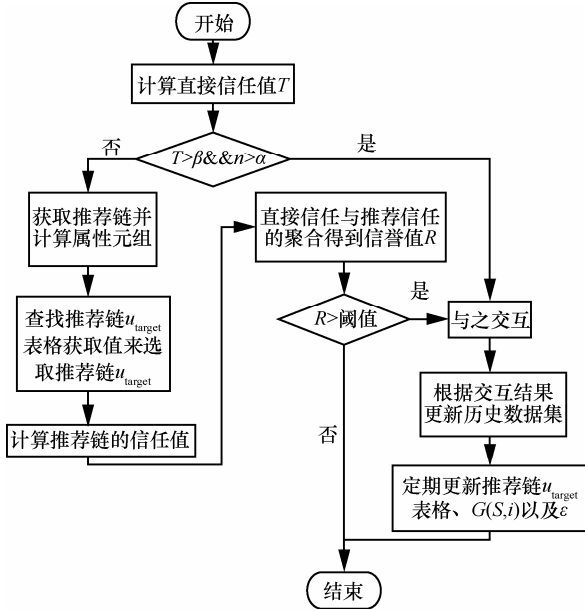 开始
计算直接信任值T
T>β&&n>α
否
是
获取推荐链并
计算属性元组
查找推荐链u_target
表格获取值来选
取推荐链u_target
计算推荐链的信任值
直接信任与推荐信任
的聚合得到信誉值R
R>阈值
是
否
与之交互
根据交互结果
更新历史数据集
定期更新推荐链u_target
表格、G(S,i)以及ε
结束